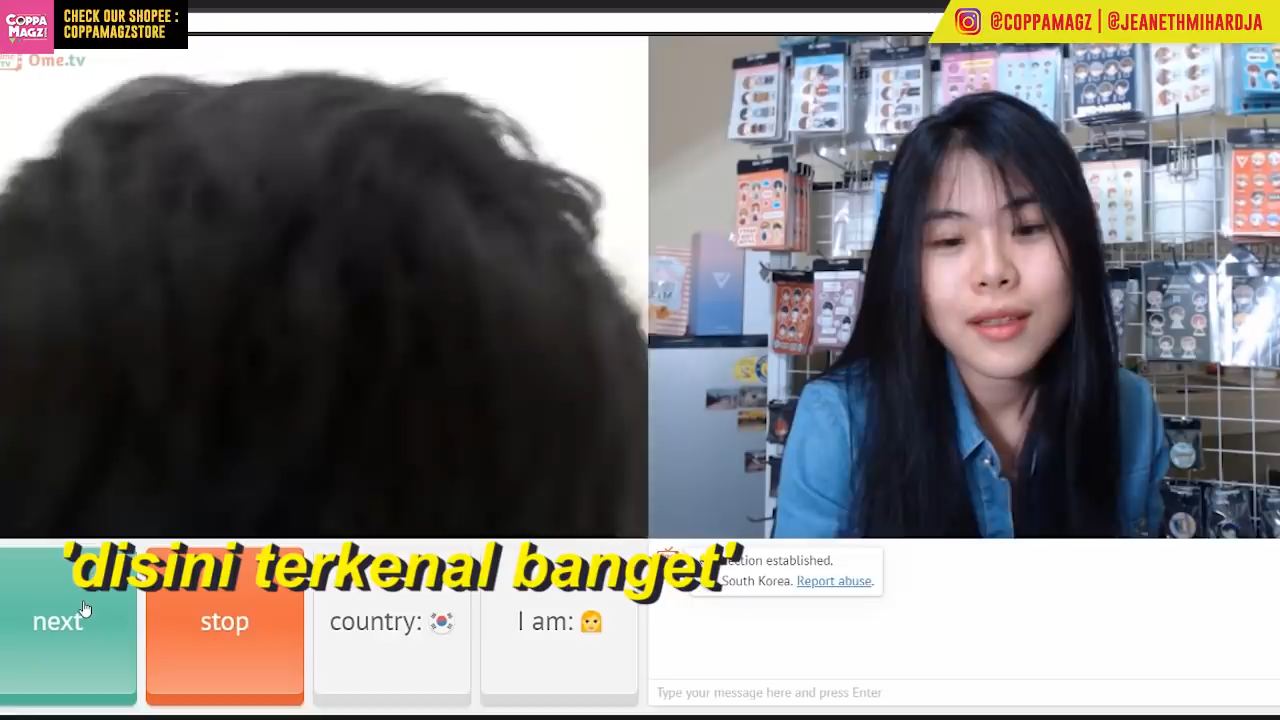 COPPA
MAGZ!
CHECK OUR SHOPEE :
COPPAMAGZSTORE
@COPPAMAGZ | @JEANETHMIHARDJA
Ome.tv
'disini terkenal banget'
next
stop
country:
I am:
ection established.
South Korea. Report abuse.
Type your message here and press Enter